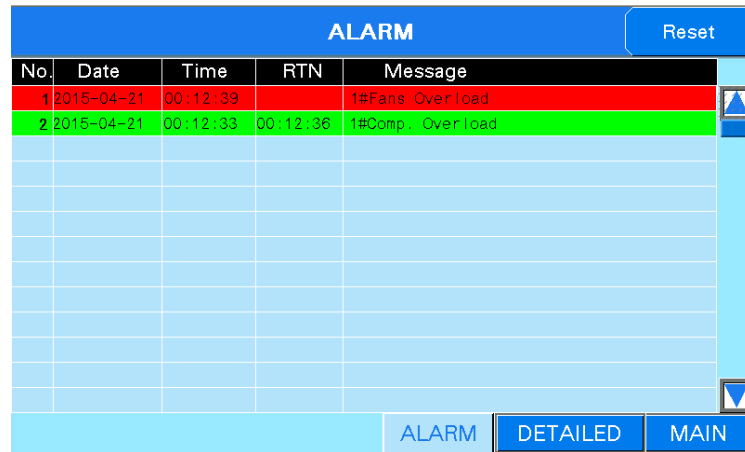 ALARM Reset
No. Date Time RTN Message
1 2015-04-21 00:12:39 1#Fans Overload
2 2015-04-21 00:12:33 00:12:36 1#Comp. Overload
ALARM DETAILED MAIN